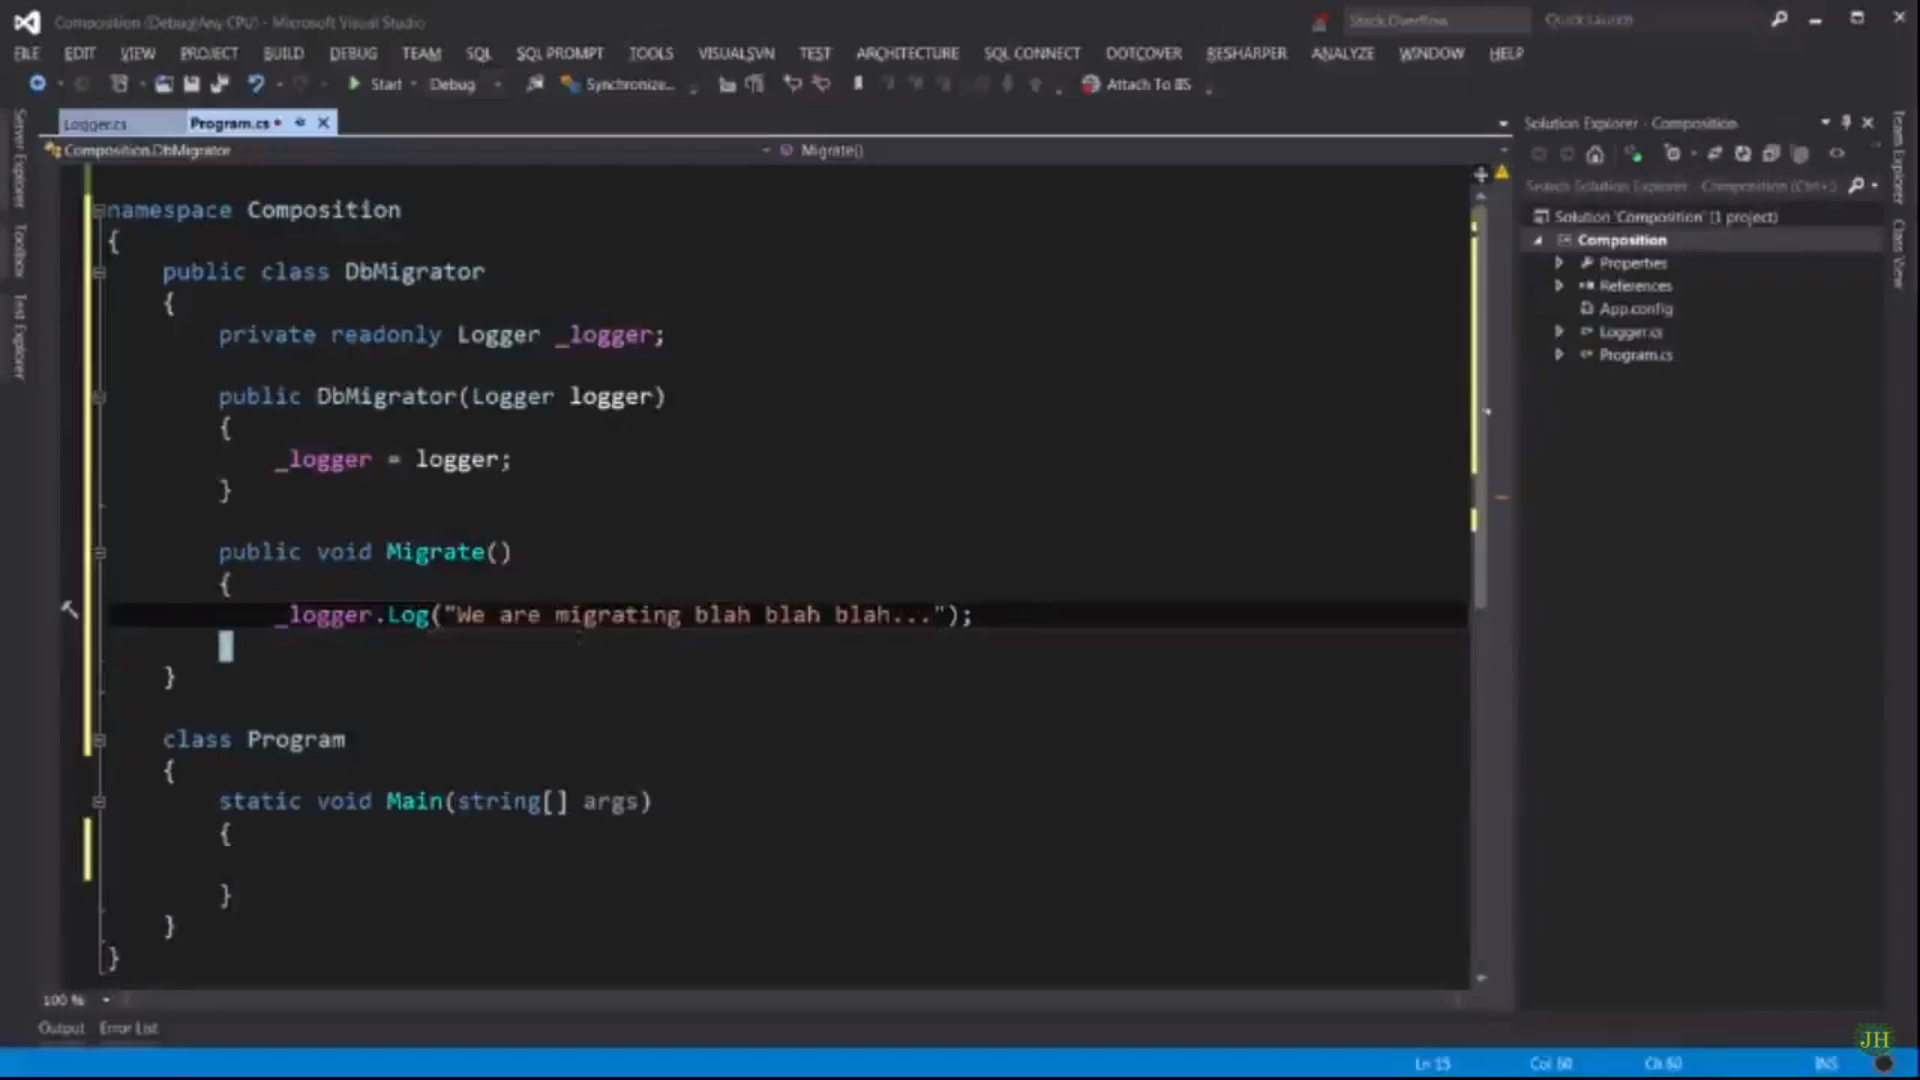 Composition (Debug|Any CPU) - Microsoft Visual Studio
Stack Overflow
Quick Launch
FILE EDIT VIEW PROJECT BUILD DEBUG TEAM SQL SQL PROMPT TOOLS VISUALSVN TEST ARCHITECTURE SQL CONNECT DOTCOVER RESHARPER ANALYZE WINDOW HELP
Start Debug Synchronize... Attach To IIS
Server Explorer
Toolbox
Test Explorer
Logger.cs Program.cs
Composition.DbMigrator Migrate()
namespace Composition
{
public class DbMigrator
{
private readonly Logger _logger;
public DbMigrator(Logger logger)
{
_logger = logger;
}
public void Migrate()
{
_logger.Log("We are migrating blah blah blah...");
}
class Program
{
static void Main(string[] args)
{
}
}
}
100 %
Output Error List
Solution Explorer - Composition
Search Solution Explorer - Composition
Solution 'Composition' (1 project)
Composition
Properties
References
App.config
Logger.cs
Program.cs
Team Explorer
Class View
Ln 15 Col 60 Ch 60 INS
JH